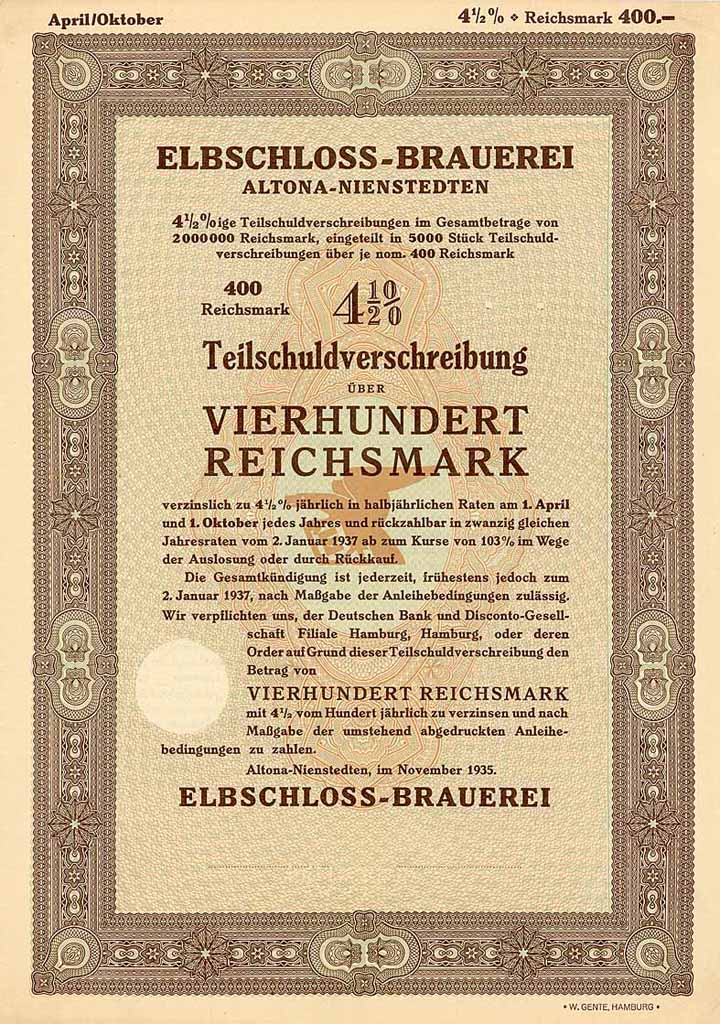 April/Oktober
4½% ❖ Reichsmark 400.—
ELBSCHLOSS-BRAUEREI
ALTONA-NIENSTEDTEN
4½%ige Teilschuldverschreibungen im Gesamtbetrage von
2000000 Reichsmark, eingeteilt in 5000 Stück Teilschuld-
verschreibungen über je nom. 400 Reichsmark
400
Reichsmark
4½%
Teilschuldverschreibung
ÜBER
VIERHUNDERT
REICHSMARK
verzinslich zu 4½% jährlich in halbjährlichen Raten am 1. April
und 1. Oktober jedes Jahres und rückzahlbar in zwanzig gleichen
Jahresraten vom 2. Januar 1937 ab zum Kurse von 103% im Wege
der Auslosung oder durch Rückkauf.
Die Gesamtkündigung ist jederzeit, frühestens jedoch zum
2. Januar 1937, nach Maßgabe der Anleihebedingungen zulässig.
Wir verpflichten uns, der Deutschen Bank und Disconto-Gesell-
schaft Filiale Hamburg, Hamburg, oder deren
Order auf Grund dieser Teilschuldverschreibung den
Betrag von
VIERHUNDERT REICHSMARK
mit 4½ vom Hundert jährlich zu verzinsen und nach
Maßgabe der umstehend abgedruckten Anleihe-
bedingungen zu zahlen.
Altona-Nienstedten, im November 1935.
ELBSCHLOSS-BRAUEREI
• W. GENTE, HAMBURG •